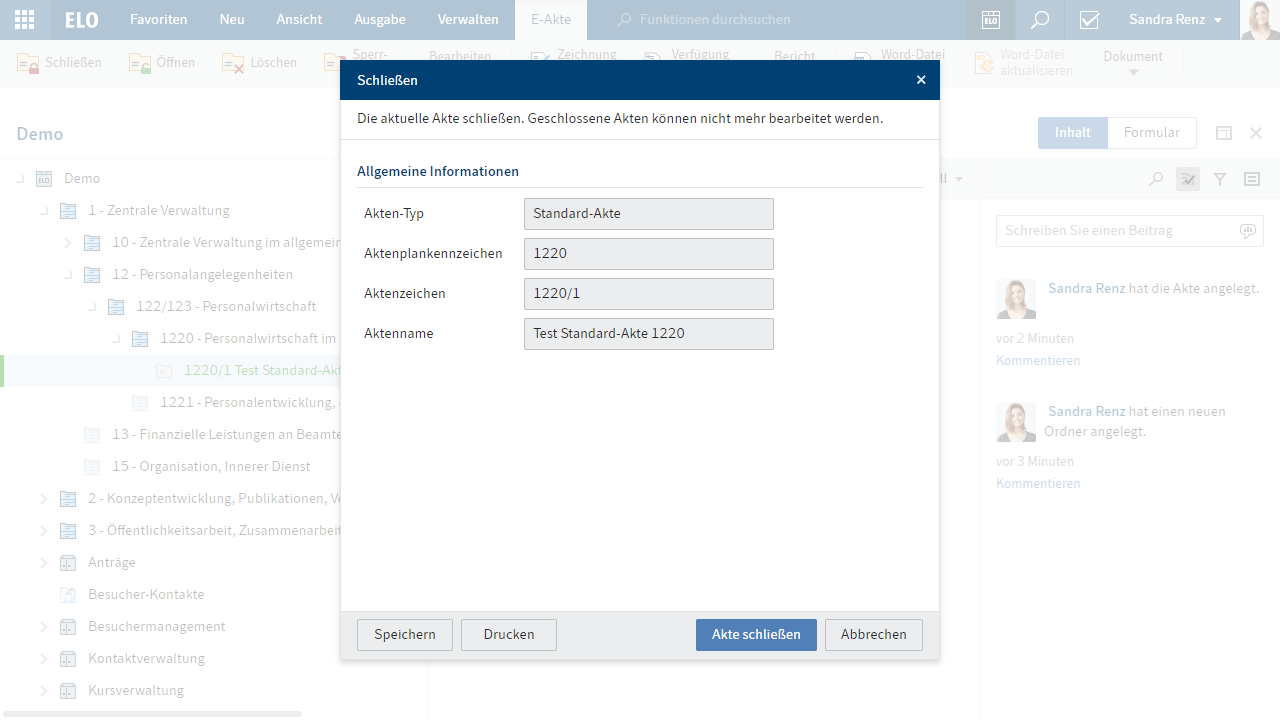 ELO Favoriten Neu Ansicht Ausgabe Verwalten E-Akte Funktionen durchsuchen ELO Sandra Renz
Schließen Öffnen Löschen Sperr- Bearbeiten Zeichnung Verfügung Bericht Word-Datei Word-Datei aktualisieren Dokument
Schließen
Die aktuelle Akte schließen. Geschlossene Akten können nicht mehr bearbeitet werden.
Allgemeine Informationen
Akten-Typ Standard-Akte
Aktenplankennzeichen 1220
Aktenzeichen 1220/1
Aktenname Test Standard-Akte 1220
Speichern Drucken Akte schließen Abbrechen
Demo
ELO Demo
1 - Zentrale Verwaltung
10 - Zentrale Verwaltung im
12 - Personalangelegenheiten
122/123 - Personalwirtschaft
1220 - Personalwirtschaft im
1220/1 Test
1221 - Personalentwicklung,
13 - Finanzielle Leistungen an
15 - Organisation, Innerer Dienst
2 - Konzeptentwicklung, Publikationen,
3 - Öffentlichkeitsarbeit,
Anträge
Besucher-Kontakte
Besuchermanagement
Kontaktverwaltung
Kursverwaltung
Inhalt Formular
Schreiben Sie einen Beitrag
Sandra Renz hat die Akte angelegt.
vor 2 Minuten
Kommentieren
Sandra Renz hat einen neuen
Ordner angelegt.
vor 3 Minuten
Kommentieren